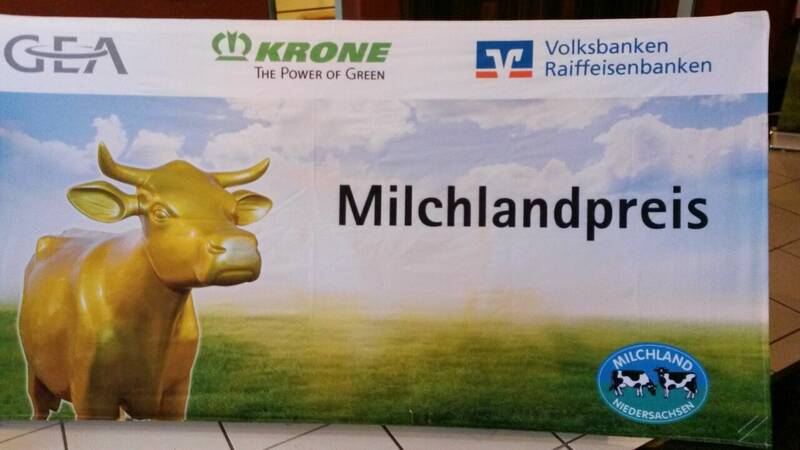 GEA
KRONE
THE POWER OF GREEN
Volksbanken
Raiffeisenbanken
Milchlandpreis
MILCHLAND
NIEDERSACHSEN